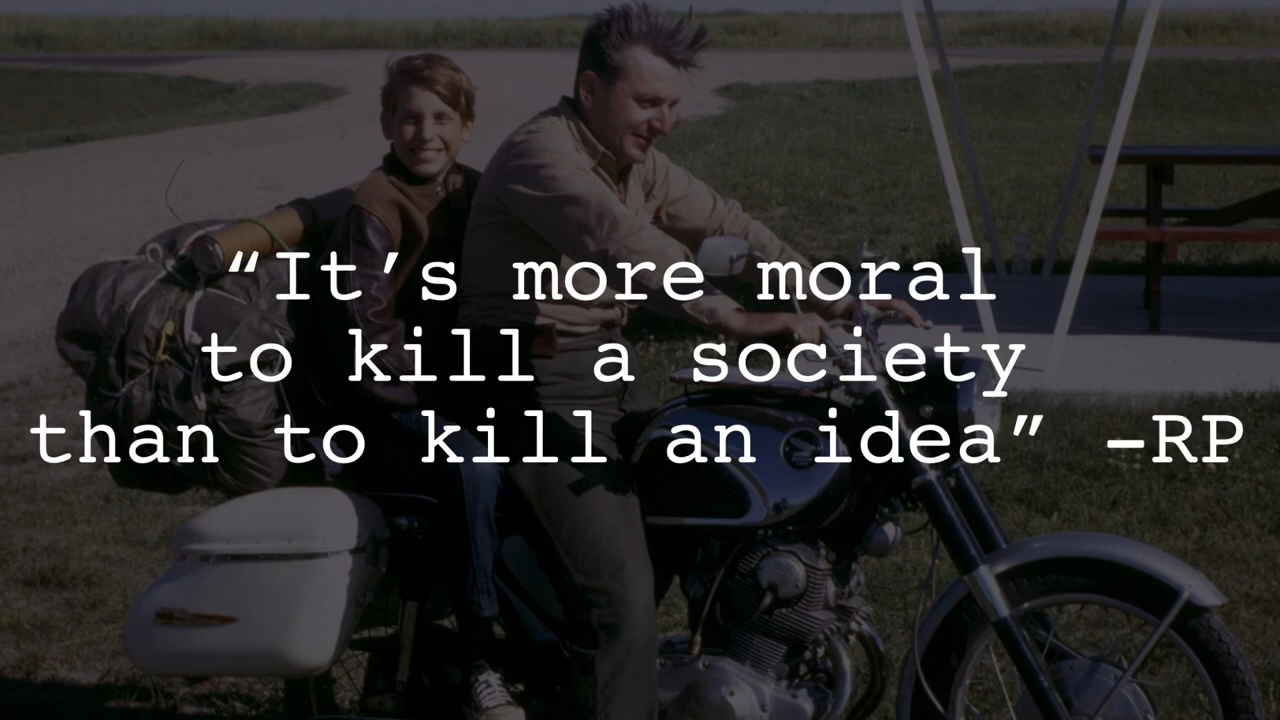 “It’s more moral
to kill a society
than to kill an idea” –RP